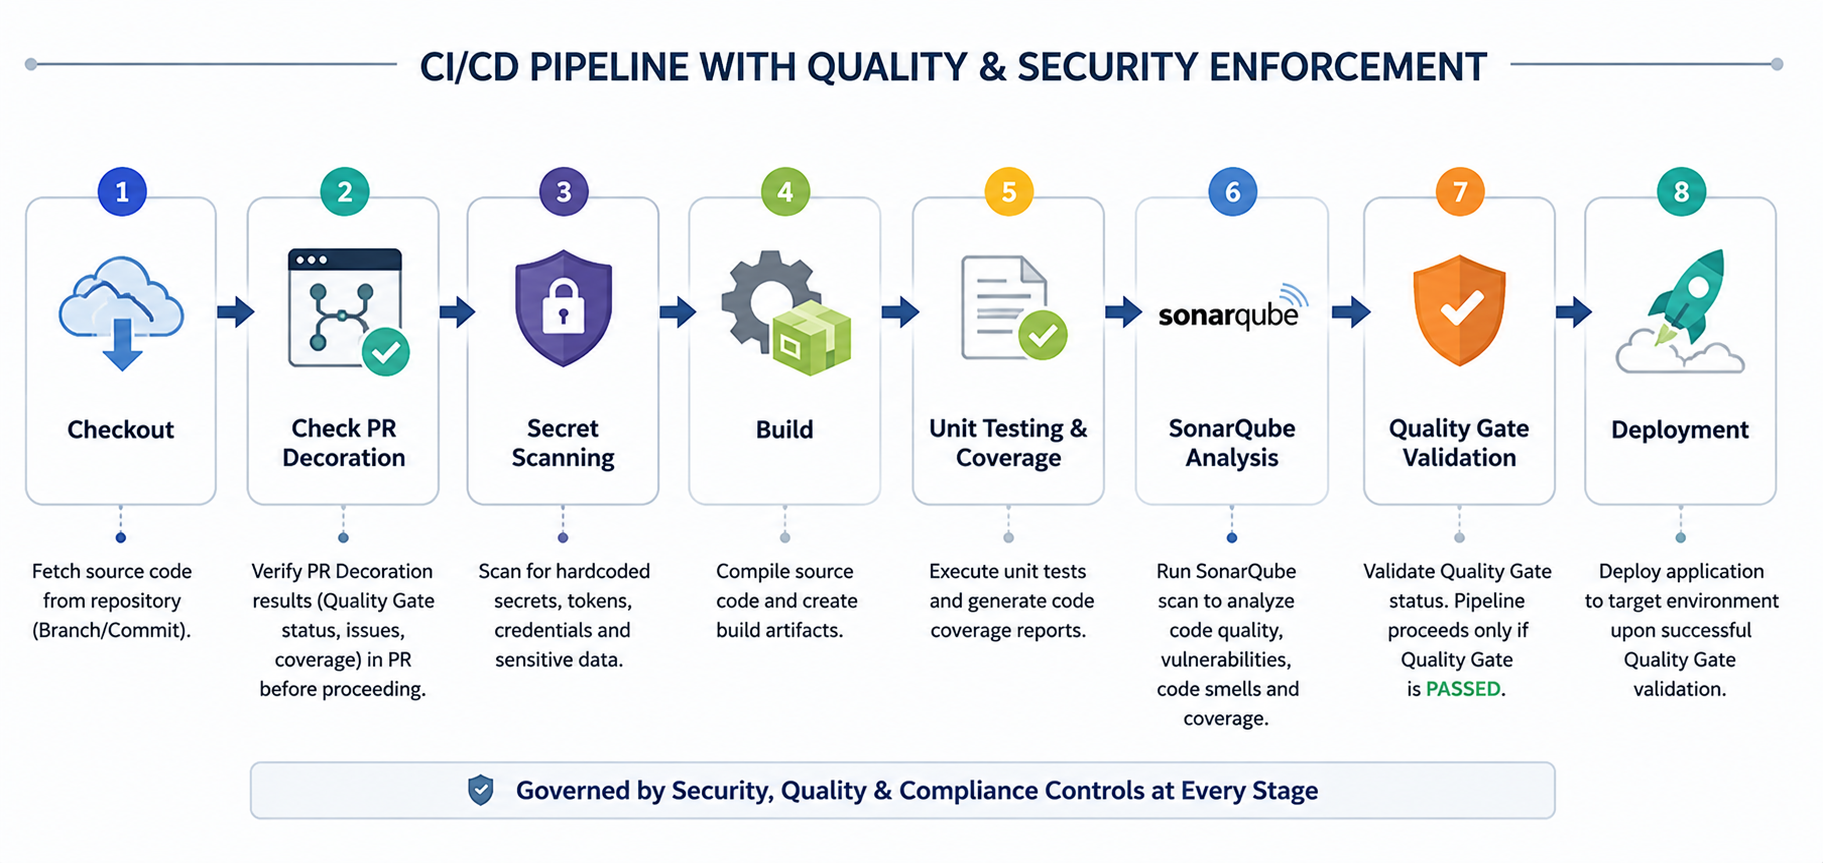 CI/CD PIPELINE WITH QUALITY & SECURITY ENFORCEMENT
1
Checkout
Fetch source code
from repository
(Branch/Commit).
2
Check PR
Decoration
Verify PR Decoration
results (Quality Gate
status, issues,
coverage) in PR
before proceeding.
3
Secret
Scanning
Scan for hardcoded
secrets, tokens,
credentials and
sensitive data.
4
Build
Compile source
code and create
build artifacts.
5
Unit Testing &
Coverage
Execute unit tests
and generate code
coverage reports.
6
sonarqube
SonarQube
Analysis
Run SonarQube
scan to analyze
code quality,
vulnerabilities,
code smells and
coverage.
7
Quality Gate
Validation
Validate Quality Gate
status. Pipeline
proceeds only if
Quality Gate
is PASSED.
8
Deployment
Deploy application
to target environment
upon successful
Quality Gate
validation.
Governed by Security, Quality & Compliance Controls at Every Stage